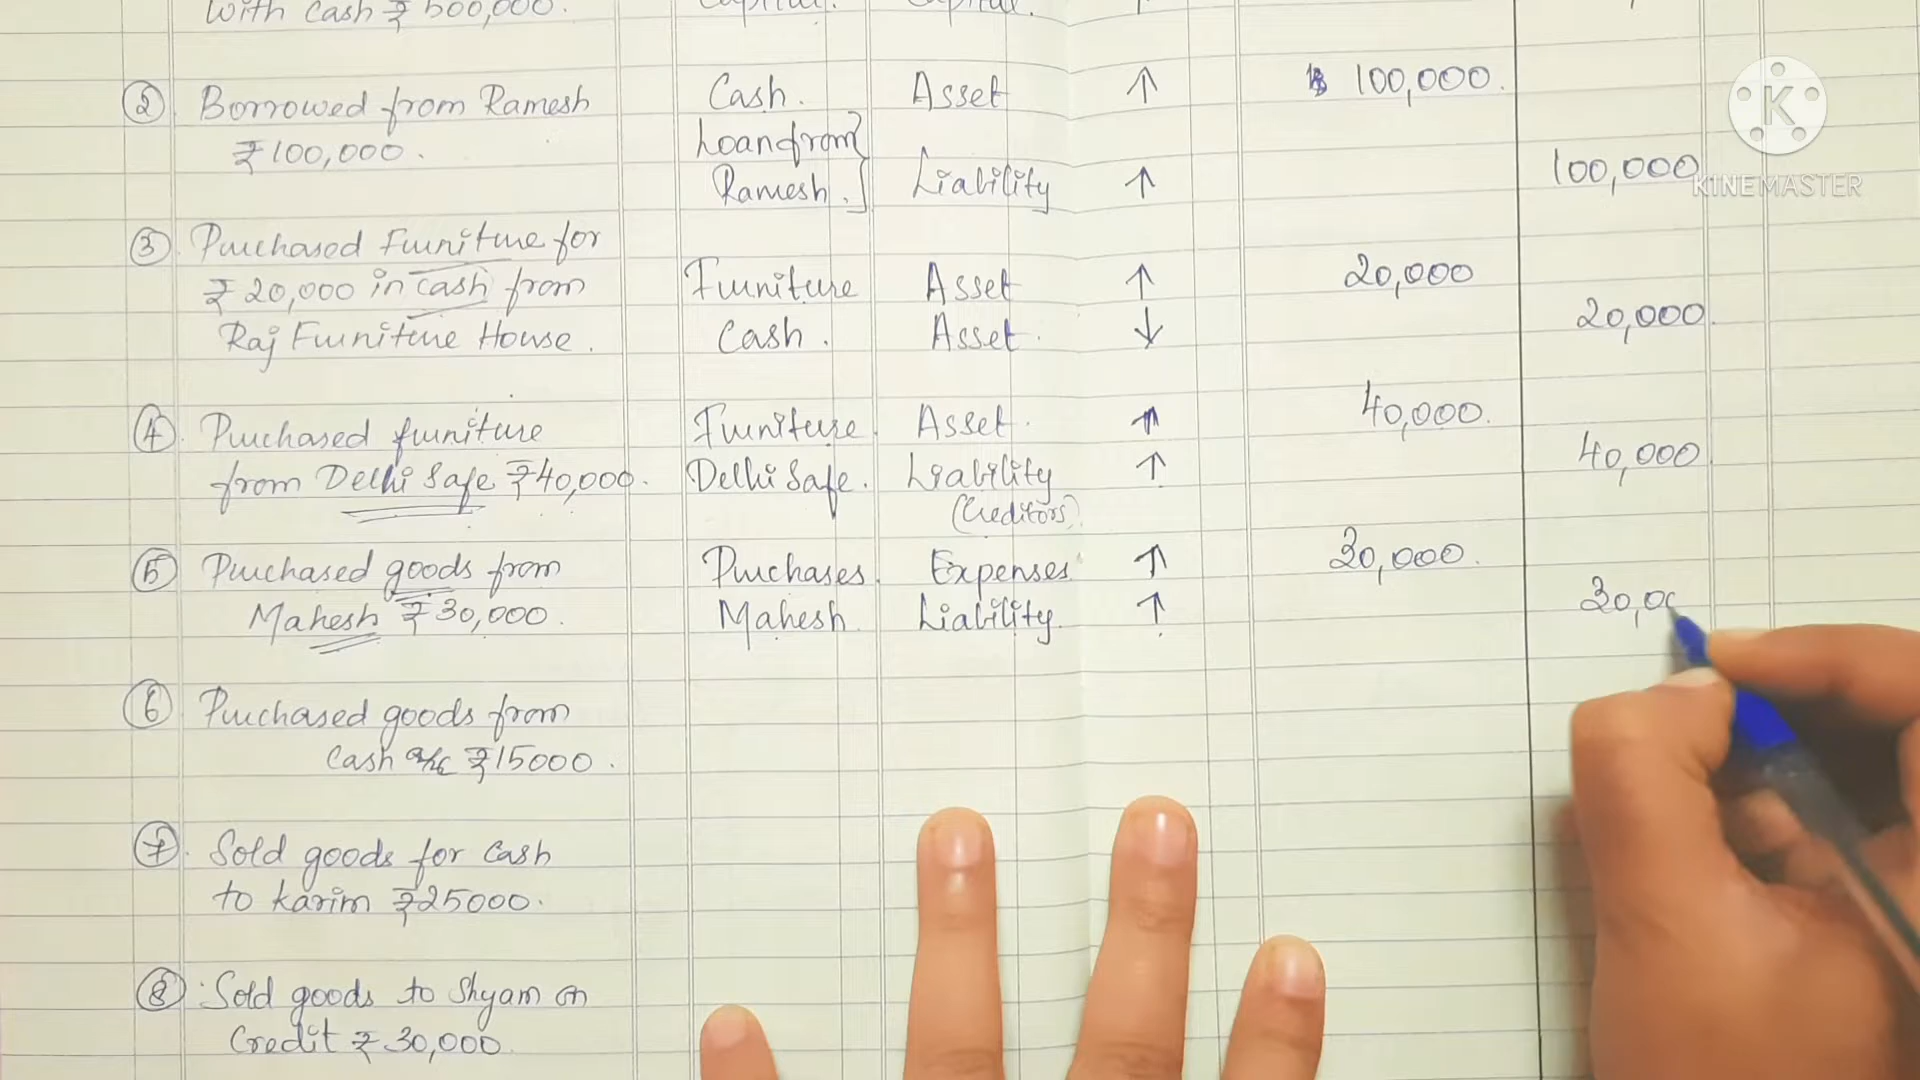 with Cash ₹ 500,000. Capital. Capital. ↑
② Borrowed from Ramesh Cash. Asset ↑ 100,000.
₹100,000. Loan from
Ramesh. Liability ↑ 100,000
③ Purchased Furniture for
₹20,000 in cash from Furniture Asset ↑ 20,000
Raj Furniture House. Cash. Asset. ↓ 20,000.
④ Purchased furniture Furniture. Asset. ↑ 40,000.
from Delhi Safe ₹40,000. Delhi Safe. Liability ↑ 40,000
(Creditors)
⑤ Purchased goods from Purchases. Expenses ↑ 30,000.
Mahesh ₹30,000. Mahesh Liability. ↑ 30,00
⑥ Purchased goods from
Cash a/c ₹15000.
⑦. Sold goods for cash
to Karim ₹25000.
⑧. Sold goods to Shyam on
Credit ₹30,000
K
KINEMASTER